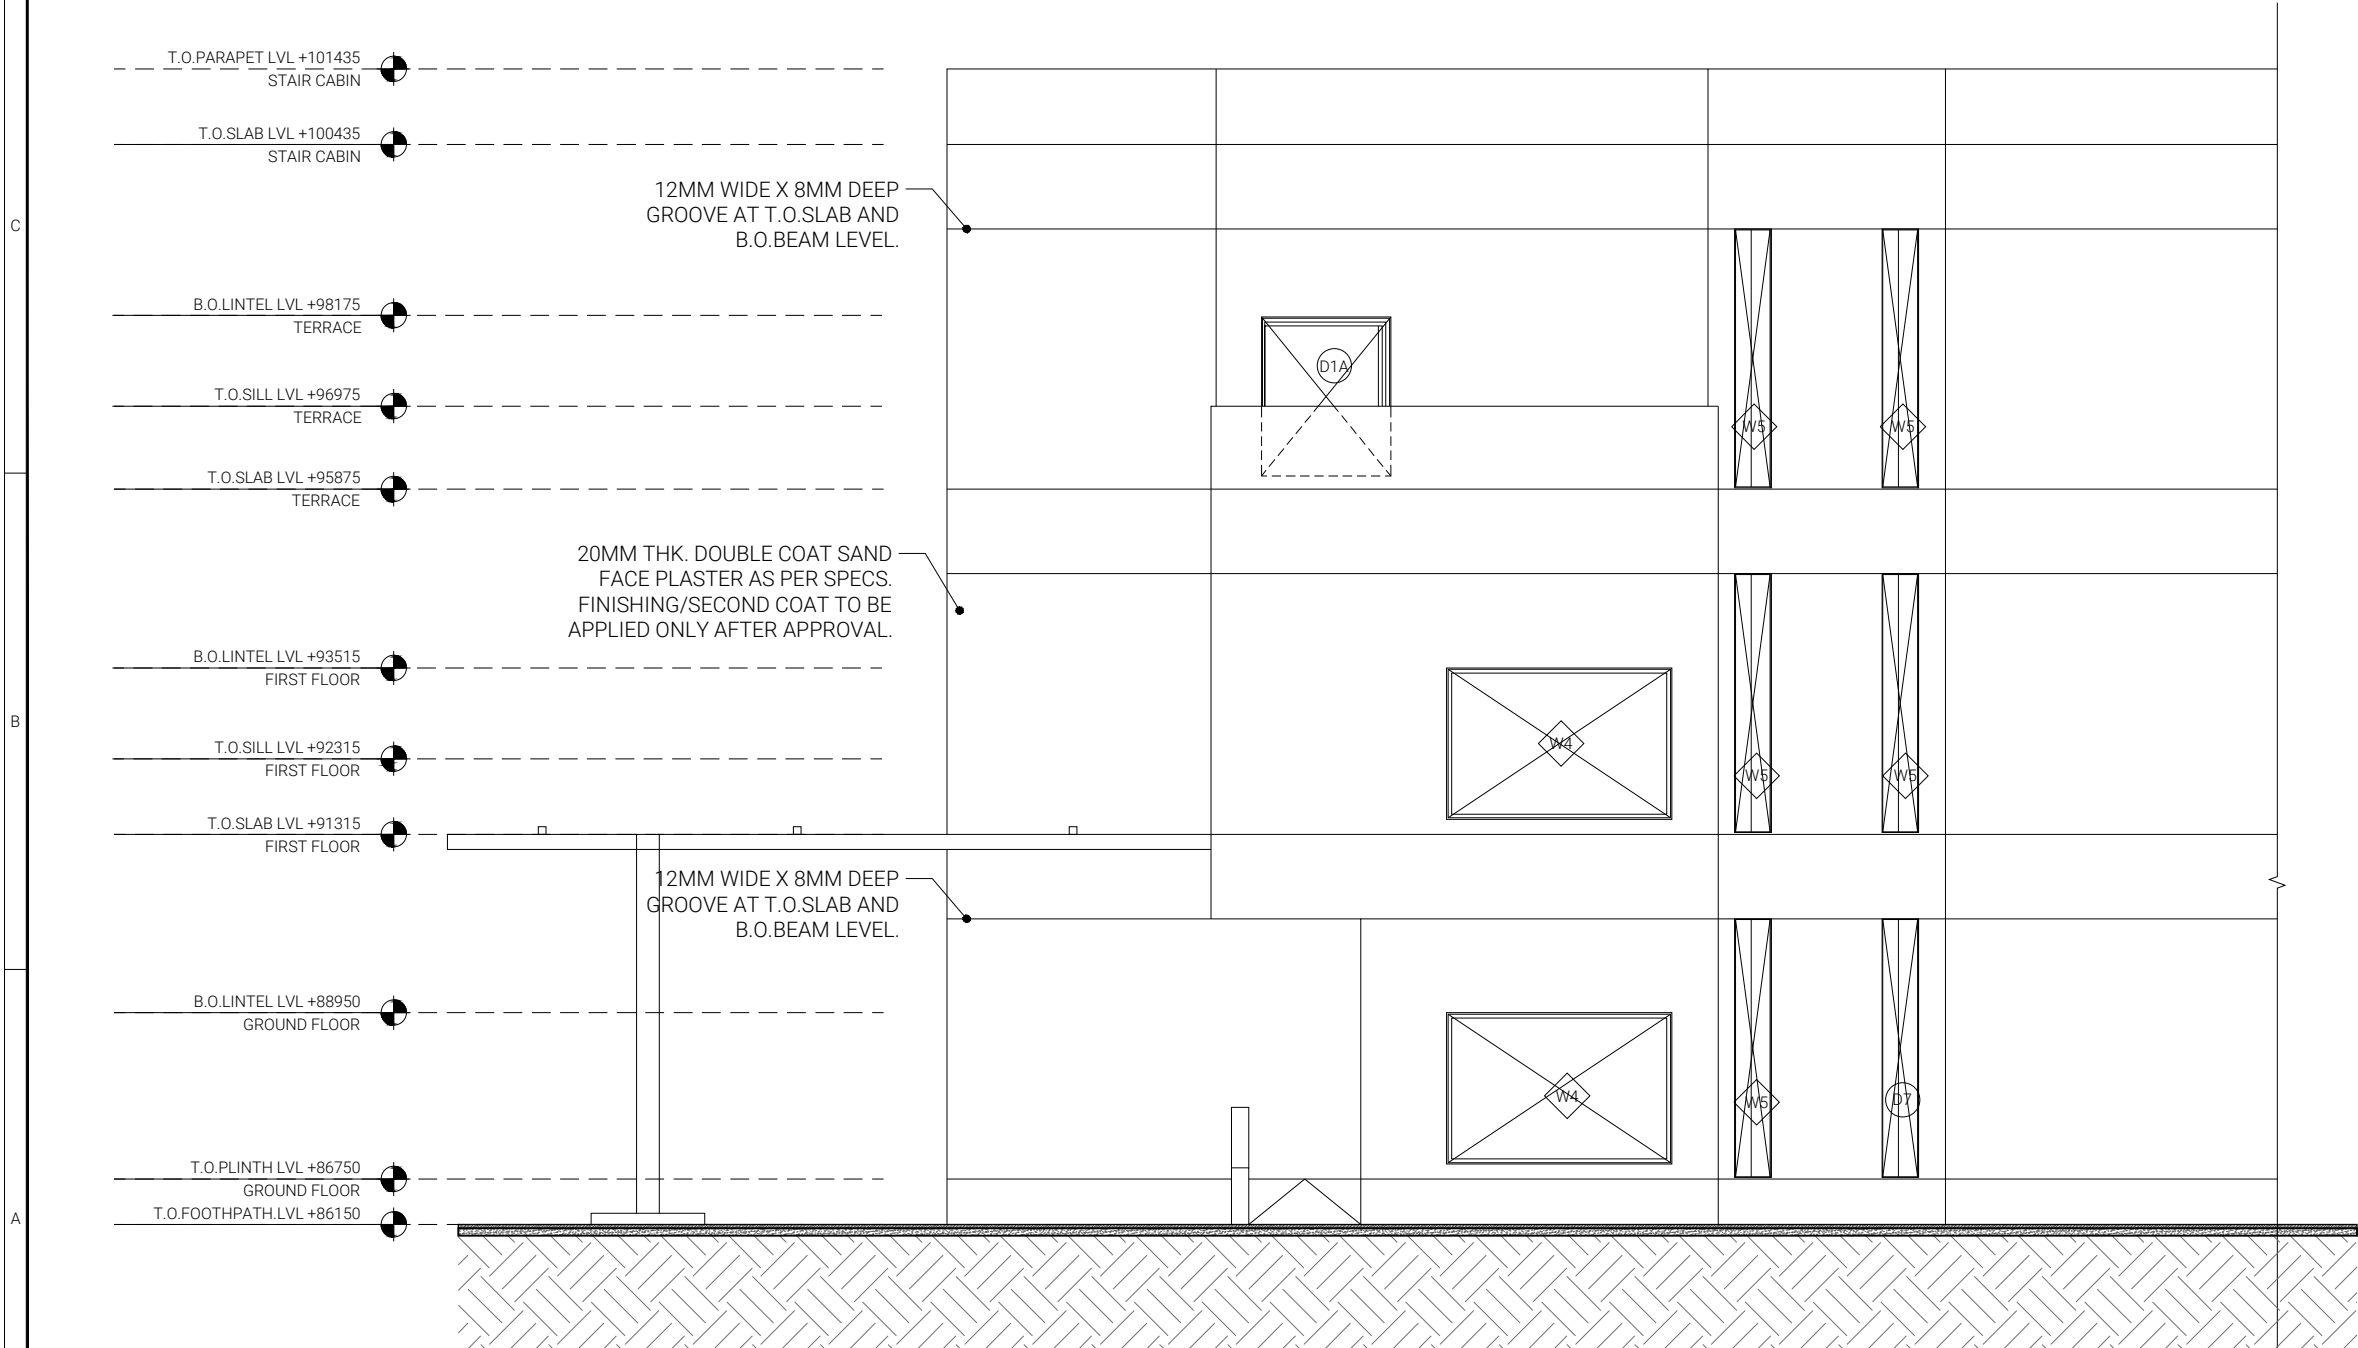 T.O.PARAPET LVL +101435
STAIR CABIN
T.O.SLAB LVL +100435
STAIR CABIN
12MM WIDE X 8MM DEEP
GROOVE AT T.O.SLAB AND
B.O.BEAM LEVEL.
C
B.O.LINTEL LVL +98175
TERRACE
D1A
T.O.SILL LVL +96975
TERRACE
W5
W5
T.O.SLAB LVL +95875
TERRACE
20MM THK. DOUBLE COAT SAND
FACE PLASTER AS PER SPECS.
FINISHING/SECOND COAT TO BE
APPLIED ONLY AFTER APPROVAL.
B.O.LINTEL LVL +93515
FIRST FLOOR
B
W4
T.O.SILL LVL +92315
FIRST FLOOR
W5
W5
T.O.SLAB LVL +91315
FIRST FLOOR
12MM WIDE X 8MM DEEP
GROOVE AT T.O.SLAB AND
B.O.BEAM LEVEL.
B.O.LINTEL LVL +88950
GROUND FLOOR
W4
W5
D7
T.O.PLINTH LVL +86750
GROUND FLOOR
T.O.FOOTHPATH.LVL +86150
A